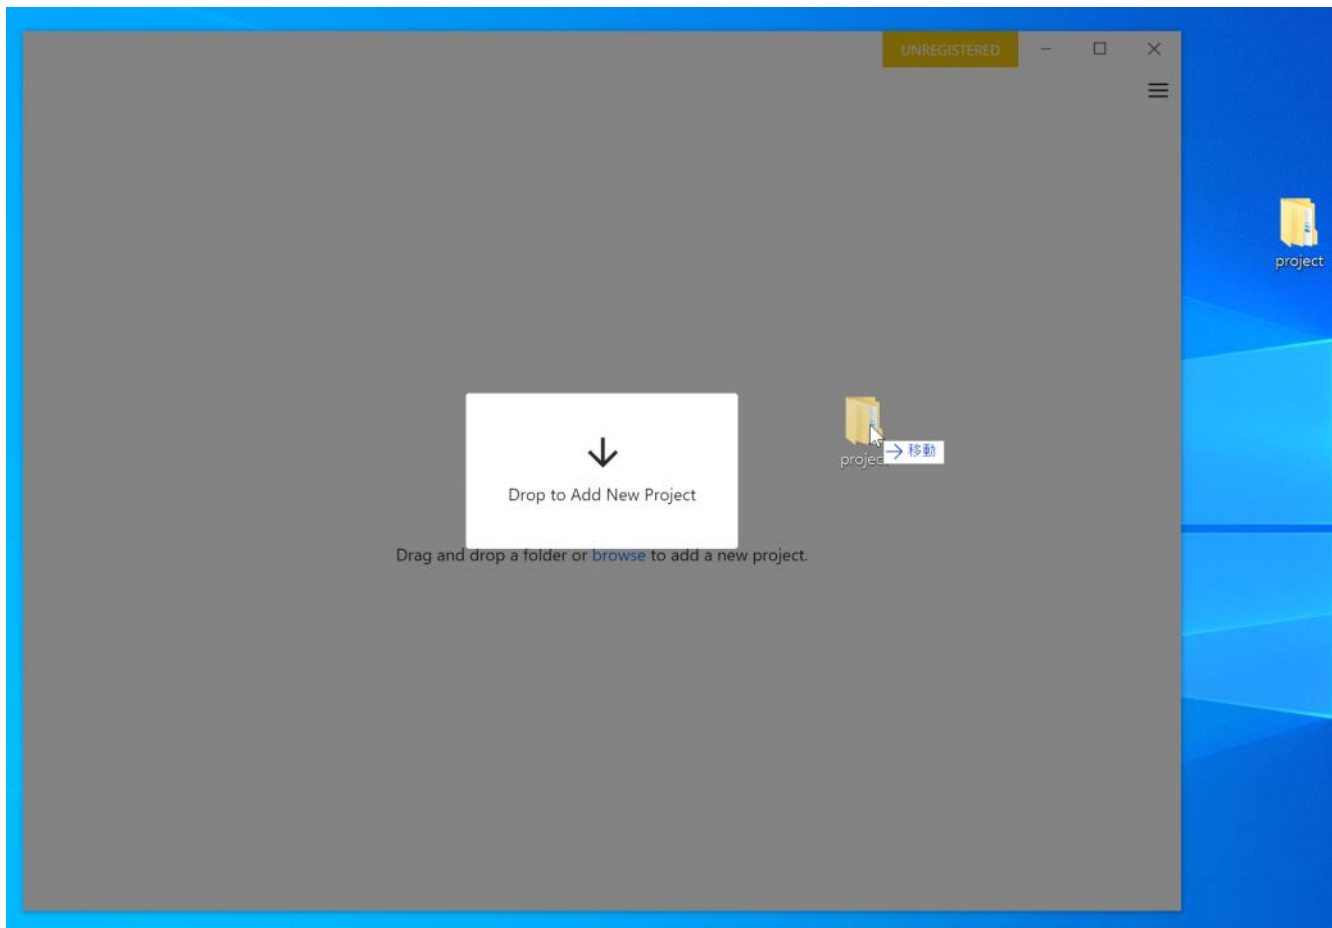 UNREGISTERED
project
Drop to Add New Project
project
移動
Drag and drop a folder or browse to add a new project.